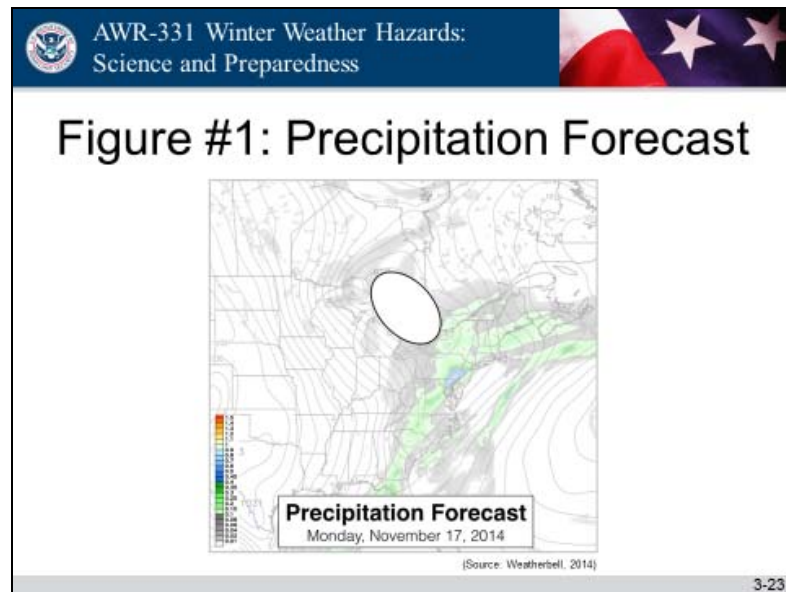 AWR-331 Winter Weather Hazards:
Science and Preparedness
Figure #1: Precipitation Forecast
Precipitation Forecast
Monday, November 17, 2014
(Source: Weatherbell, 2014)
3-23